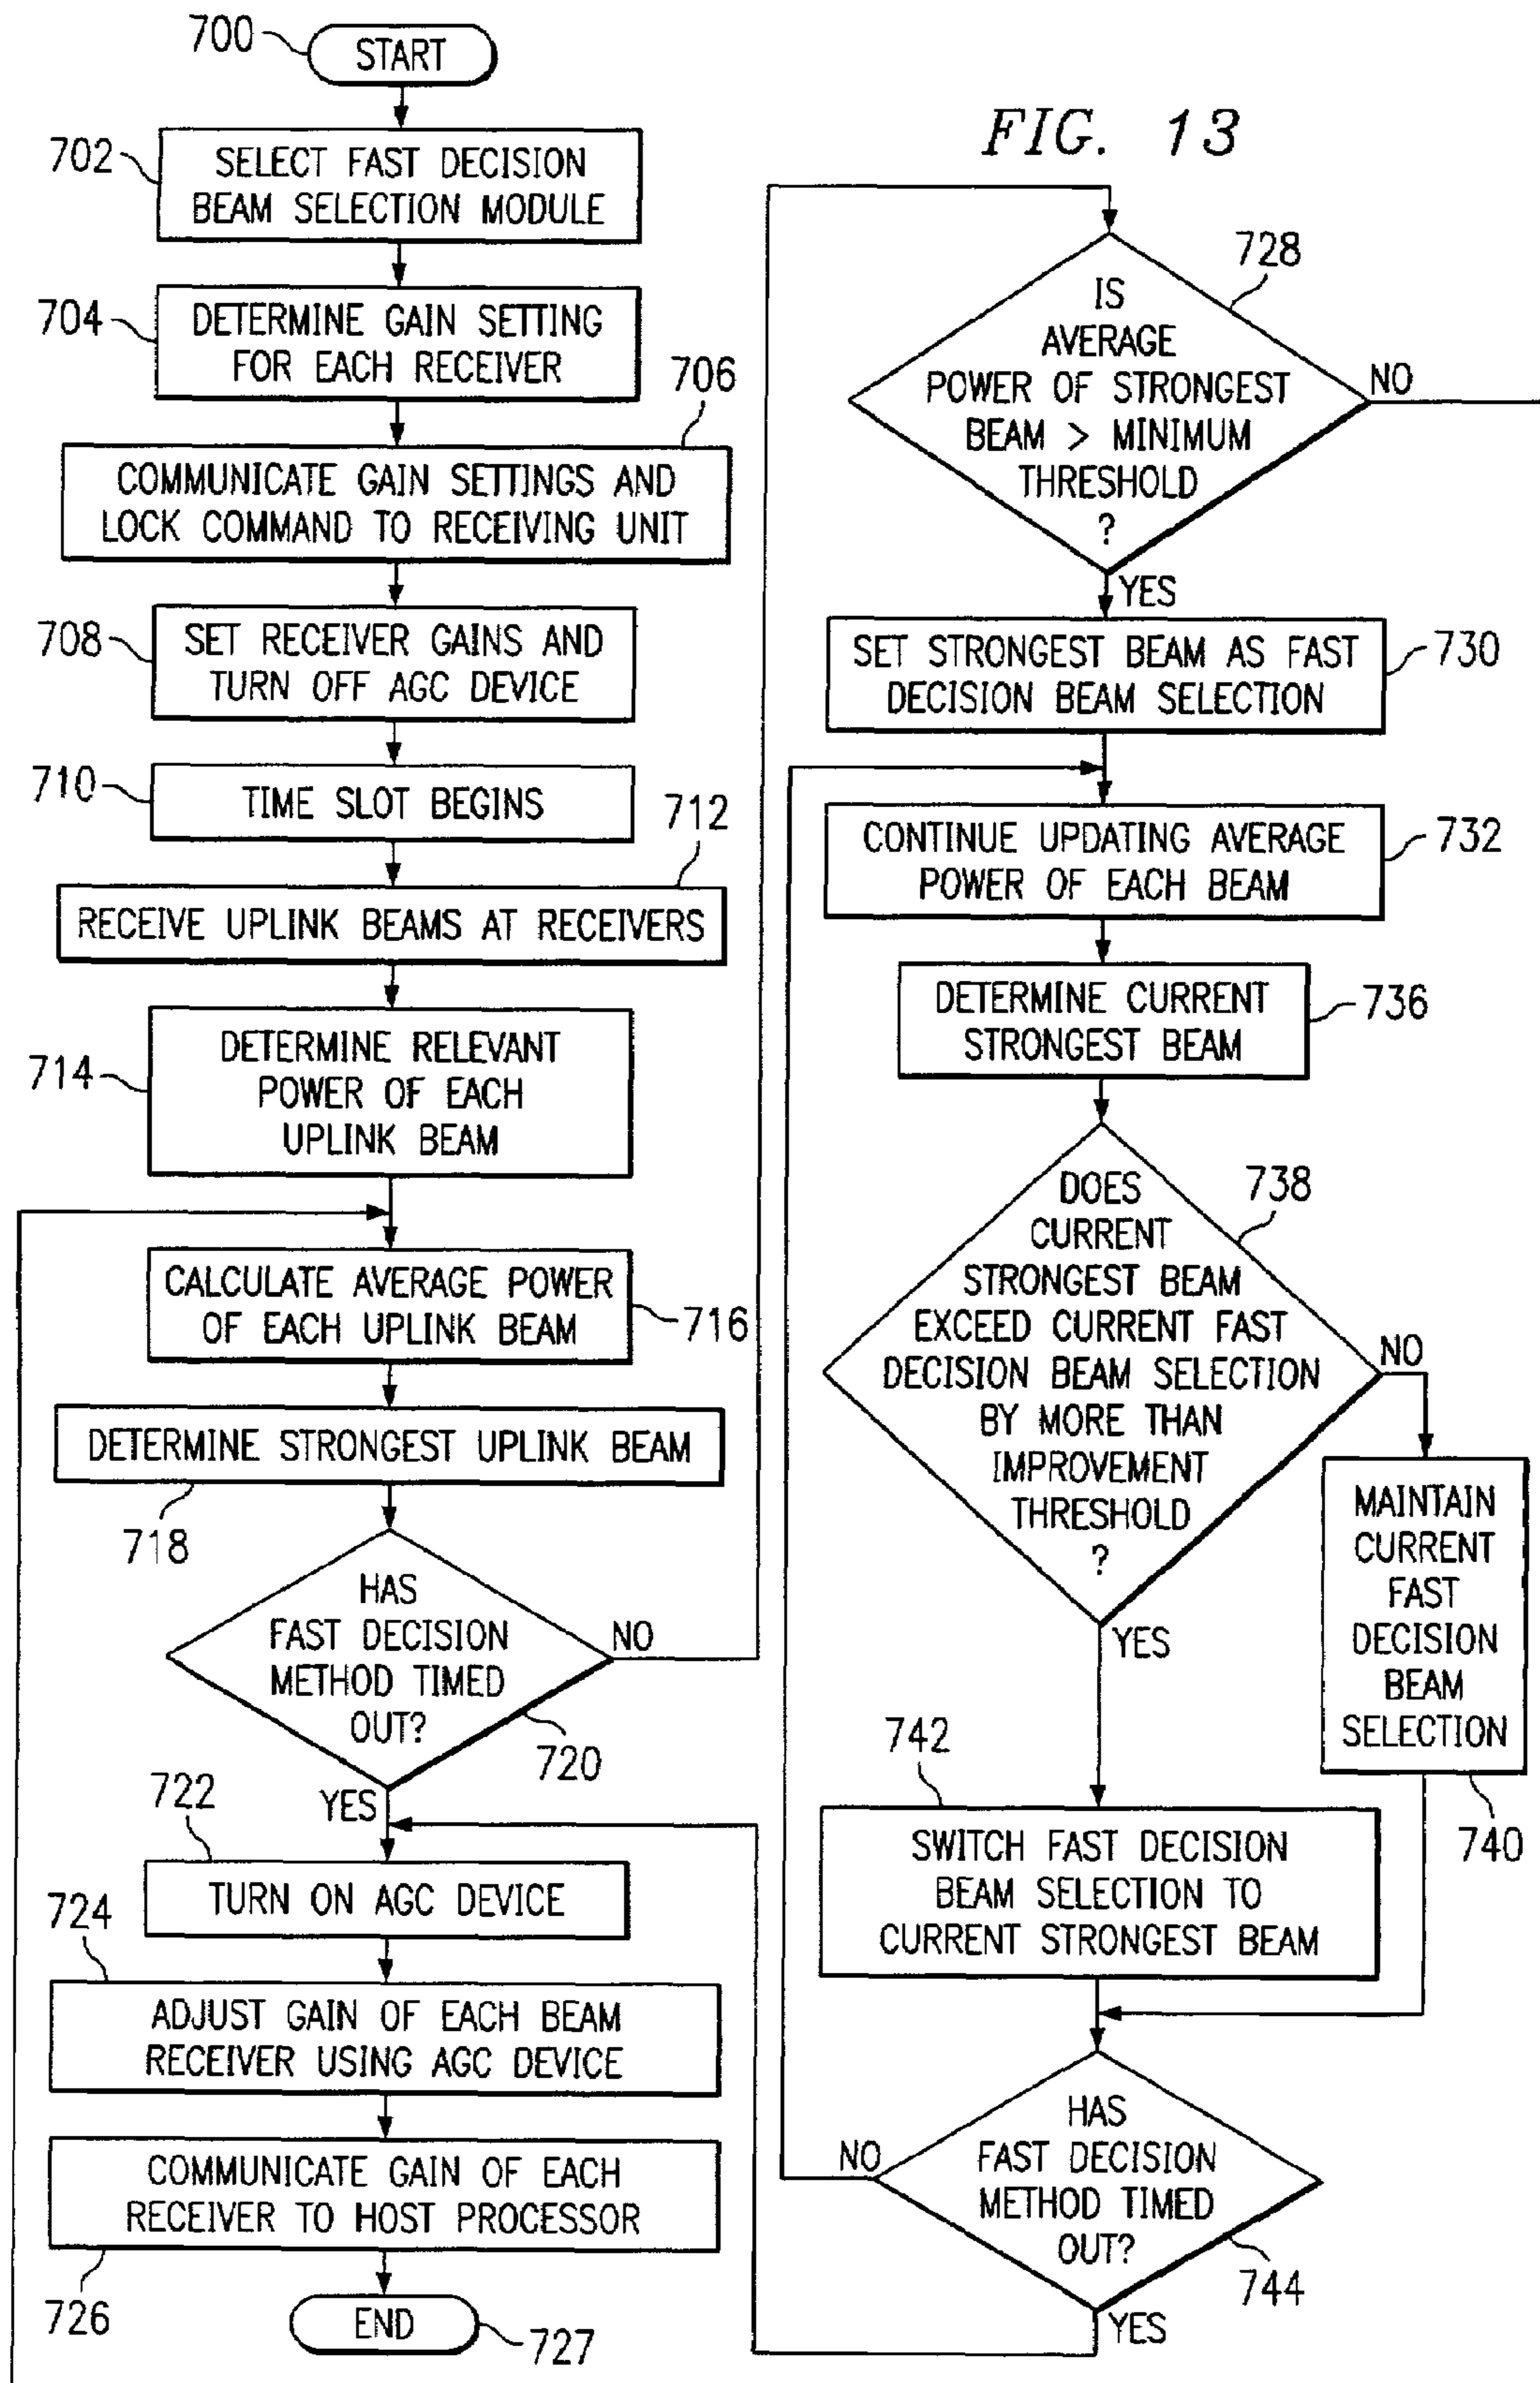 700
START
702
SELECT FAST DECISION
BEAM SELECTION MODULE
704
DETERMINE GAIN SETTING
FOR EACH RECEIVER
706
COMMUNICATE GAIN SETTINGS AND
LOCK COMMAND TO RECEIVING UNIT
708
SET RECEIVER GAINS AND
TURN OFF AGC DEVICE
710
TIME SLOT BEGINS
712
RECEIVE UPLINK BEAMS AT RECEIVERS
714
DETERMINE RELEVANT
POWER OF EACH
UPLINK BEAM
CALCULATE AVERAGE POWER
OF EACH UPLINK BEAM
716
DETERMINE STRONGEST UPLINK BEAM
718
HAS
FAST DECISION
METHOD TIMED
OUT?
NO
720
YES
722
TURN ON AGC DEVICE
724
ADJUST GAIN OF EACH BEAM
RECEIVER USING AGC DEVICE
COMMUNICATE GAIN OF EACH
RECEIVER TO HOST PROCESSOR
726
END
727
FIG. 13
728
IS
AVERAGE
POWER OF STRONGEST
BEAM > MINIMUM
THRESHOLD
?
NO
YES
SET STRONGEST BEAM AS FAST
DECISION BEAM SELECTION
730
CONTINUE UPDATING AVERAGE
POWER OF EACH BEAM
732
DETERMINE CURRENT
STRONGEST BEAM
736
738
DOES
CURRENT
STRONGEST BEAM
EXCEED CURRENT FAST
DECISION BEAM SELECTION
BY MORE THAN
IMPROVEMENT
THRESHOLD
?
NO
YES
MAINTAIN
CURRENT
FAST
DECISION
BEAM
SELECTION
740
742
SWITCH FAST DECISION
BEAM SELECTION TO
CURRENT STRONGEST BEAM
HAS
FAST DECISION
METHOD TIMED
OUT?
NO
744
YES